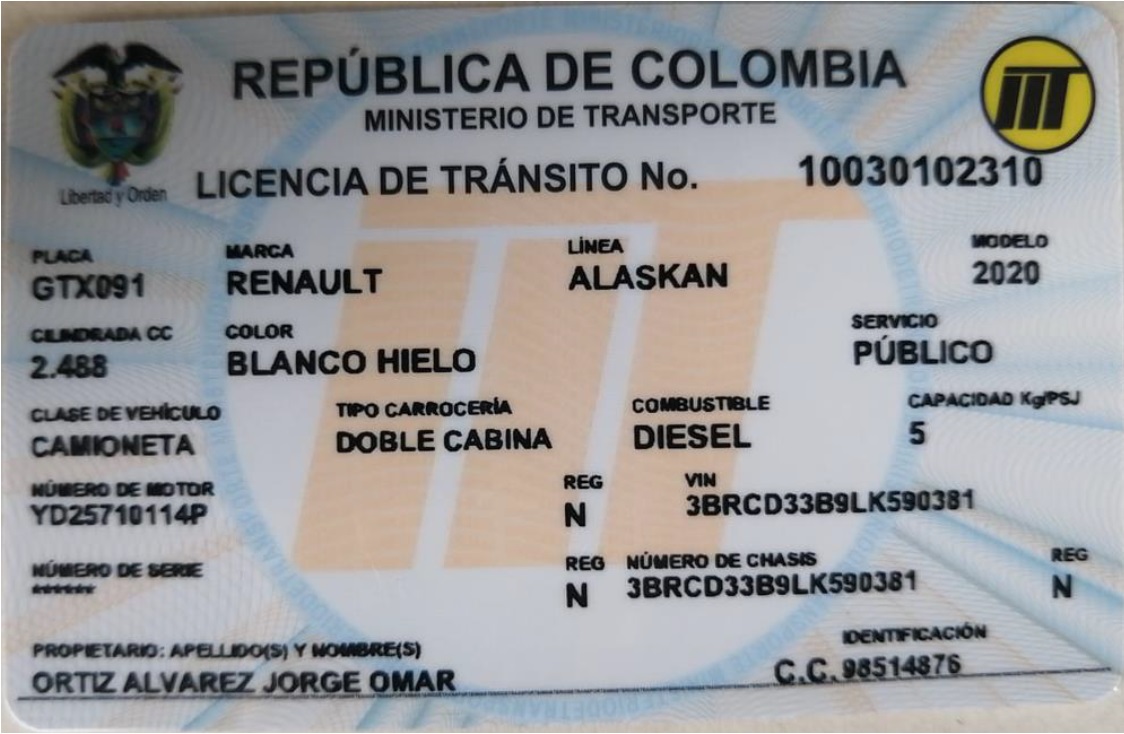 REPÚBLICA DE COLOMBIA
MINISTERIO DE TRANSPORTE
Libertad y Orden
LICENCIA DE TRÁNSITO No. 10030102310
PLACA MARCA LÍNEA MODELO
GTX091 RENAULT ALASKAN 2020
CILINDRADA CC COLOR SERVICIO
2.488 BLANCO HIELO PÚBLICO
CLASE DE VEHÍCULO TIPO CARROCERÍA COMBUSTIBLE CAPACIDAD Kg/PSJ
CAMIONETA DOBLE CABINA DIESEL 5
NÚMERO DE MOTOR REG VIN
YD25710114P N 3BRCD33B9LK590381
NÚMERO DE SERIE REG NÚMERO DE CHASIS REG
****** N 3BRCD33B9LK590381 N
PROPIETARIO: APELLIDO(S) Y NOMBRE(S) IDENTIFICACIÓN
ORTIZ ALVAREZ JORGE OMAR C.C. 98514876